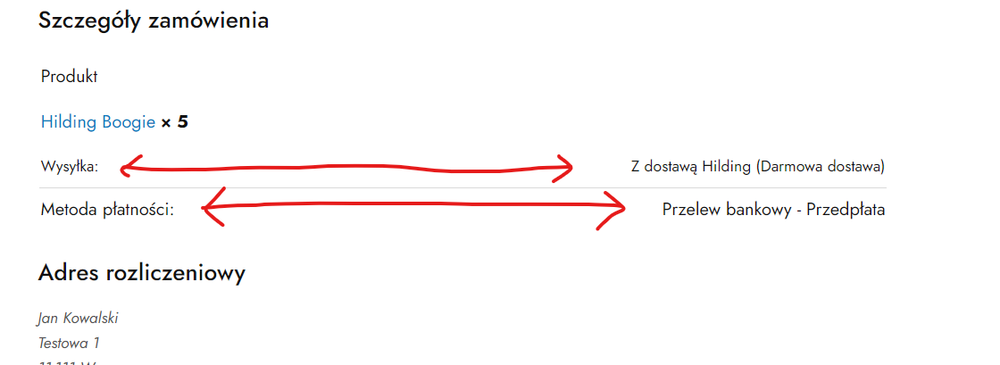 Szczegóły zamówienia
Produkt
Hilding Boogie × 5
Wysyłka: Z dostawą Hilding (Darmowa dostawa)
Metoda płatności: Przelew bankowy - Przedpłata
Adres rozliczeniowy
Jan Kowalski
Testowa 1